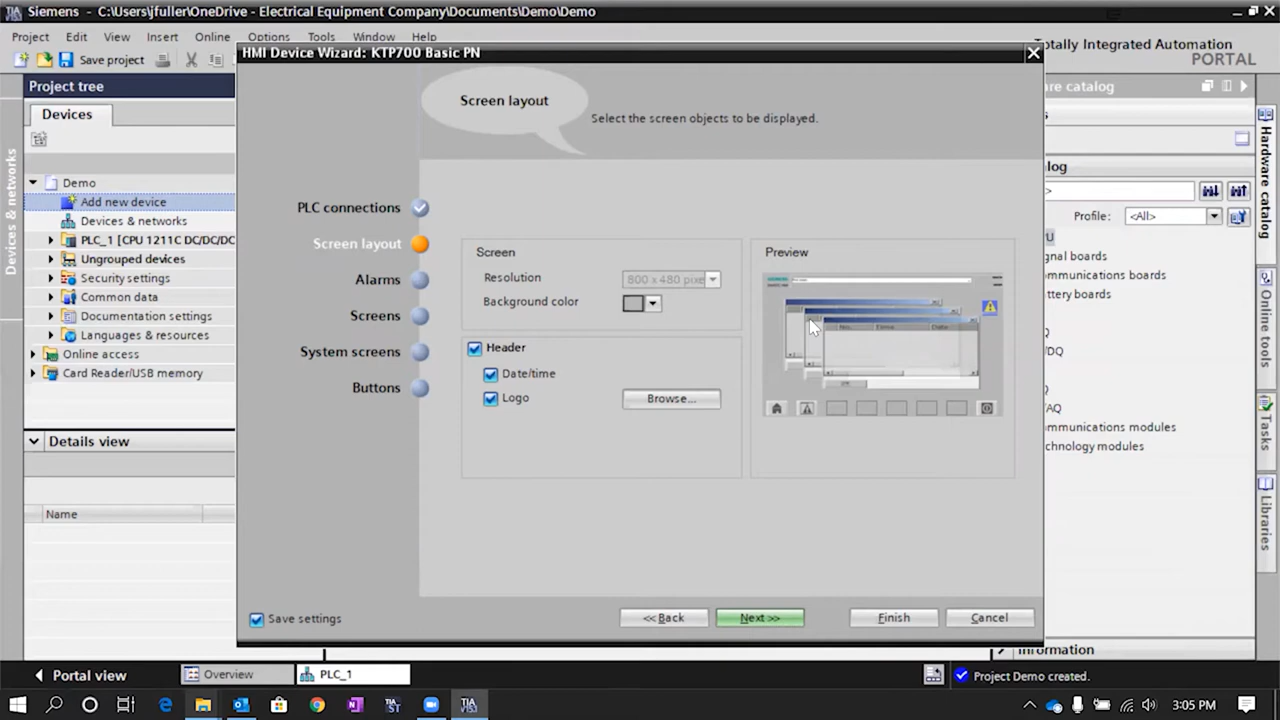 Siemens - C:\Users\jfuller\OneDrive - Electrical Equipment Company\Documents\Demo\Demo
Project Edit View Insert Online Options Tools Window Help
Totally Integrated Automation
PORTAL
Save project
HMI Device Wizard: KTP700 Basic PN
Project tree
Devices
Devices & networks
Demo
Add new device
Devices & networks
PLC_1 [CPU 1211C DC/DC/DC
Ungrouped devices
Security settings
Common data
Documentation settings
Languages & resources
Online access
Card Reader/USB memory
Details view
Name
Screen layout
Select the screen objects to be displayed.
PLC connections
Screen layout
Alarms
Screens
System screens
Buttons
Screen
Resolution
800 x 480 pixe
Background color
Header
Date/time
Logo
Browse...
Preview
SIEMENS
Save settings
<< Back
Next >>
Finish
Cancel
are catalog
s
alog
>
Profile: <All>
U
gnal boards
mmunications boards
ttery boards
/DQ
/AQ
mmunications modules
chnology modules
Information
Hardware catalog
Online tools
Tasks
Libraries
Portal view
Overview
PLC_1
Project Demo created.
3:05 PM